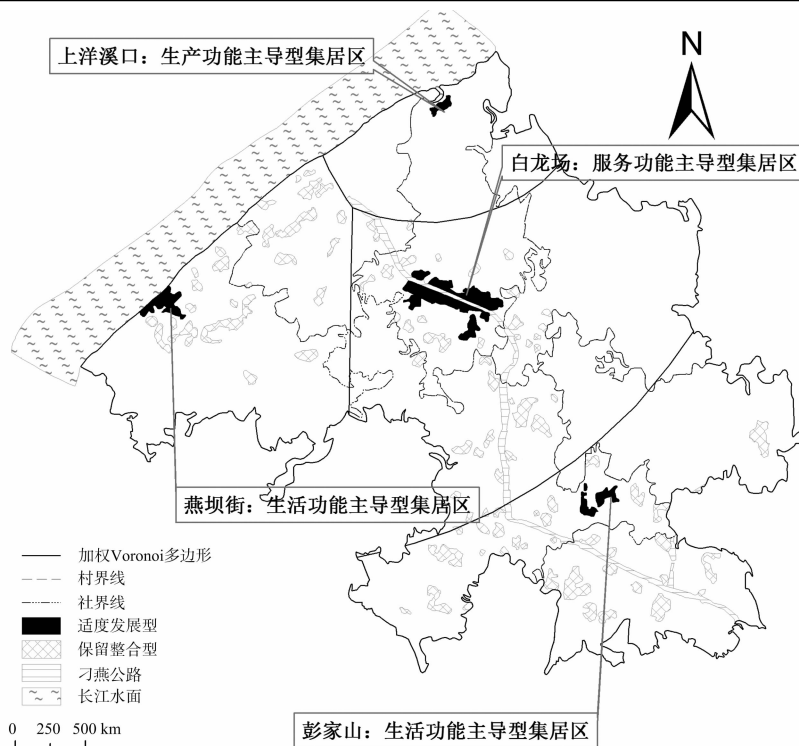 上洋溪口：生产功能主导型集居区
N
白龙场：服务功能主导型集居区
燕坝街：生活功能主导型集居区
加权Voronoi多边形
村界线
社界线
适度发展型
保留整合型
刁燕公路
长江水面
0 250 500 km
彭家山：生活功能主导型集居区